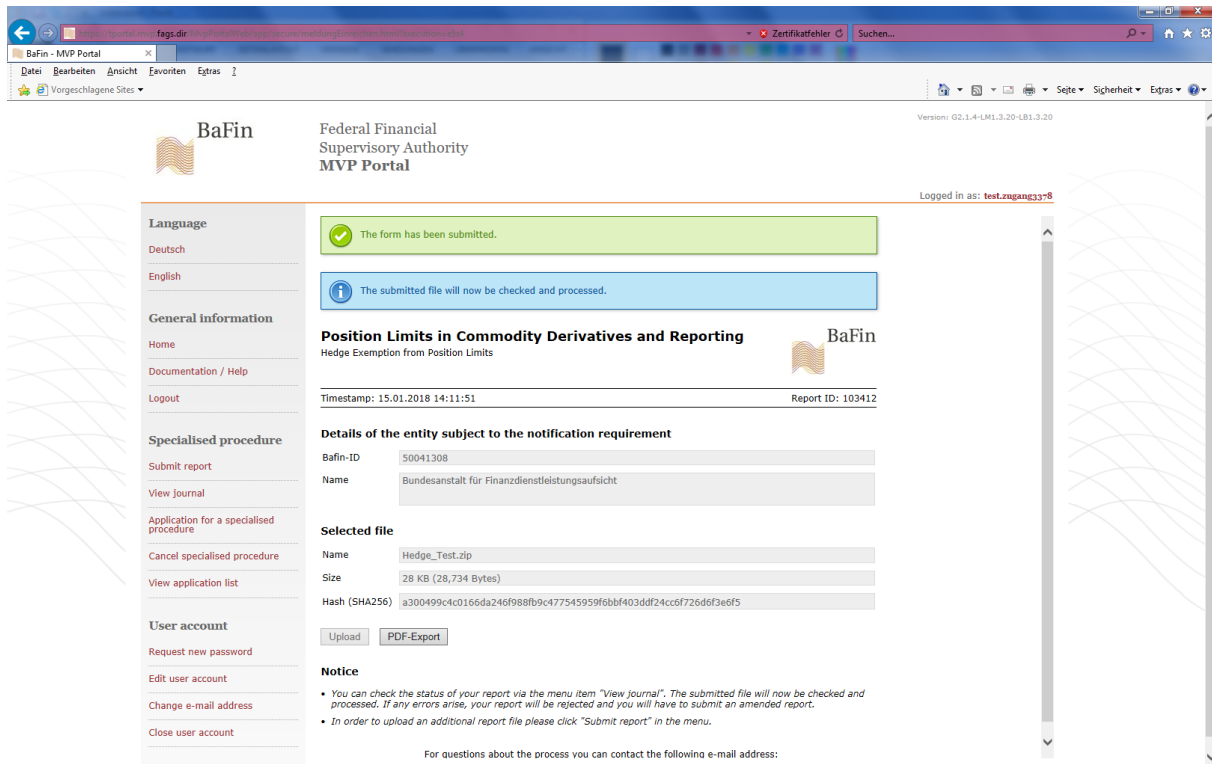 fags.dir
Zertifikatfehler
Suchen...
BaFin - MVP Portal
Datei Bearbeiten Ansicht Favoriten Extras ?
Vorgeschlagene Sites
Seite Sicherheit Extras
BaFin
Federal Financial
Supervisory Authority
MVP Portal
Version: G2.1.4-LM1.3.20-LB1.3.20
Logged in as: test.zugang3378
Language
Deutsch
English
General information
Home
Documentation / Help
Logout
Specialised procedure
Submit report
View journal
Application for a specialised
procedure
Cancel specialised procedure
View application list
User account
Request new password
Edit user account
Change e-mail address
Close user account
The form has been submitted.
The submitted file will now be checked and processed.
Position Limits in Commodity Derivatives and Reporting
Hedge Exemption from Position Limits
BaFin
Timestamp: 15.01.2018 14:11:51 Report ID: 103412
Details of the entity subject to the notification requirement
Bafin-ID 50041308
Name Bundesanstalt für Finanzdienstleistungsaufsicht
Selected file
Name Hedge_Test.zip
Size 28 KB (28,734 Bytes)
Hash (SHA256) a300499c4c0166da246f988fb9c477545959f6bbf403ddf24cc6f726d6f3e6f5
Upload PDF-Export
Notice
• You can check the status of your report via the menu item "View journal". The submitted file will now be checked and
processed. If any errors arise, your report will be rejected and you will have to submit an amended report.
• In order to upload an additional report file please click "Submit report" in the menu.
For questions about the process you can contact the following e-mail address: